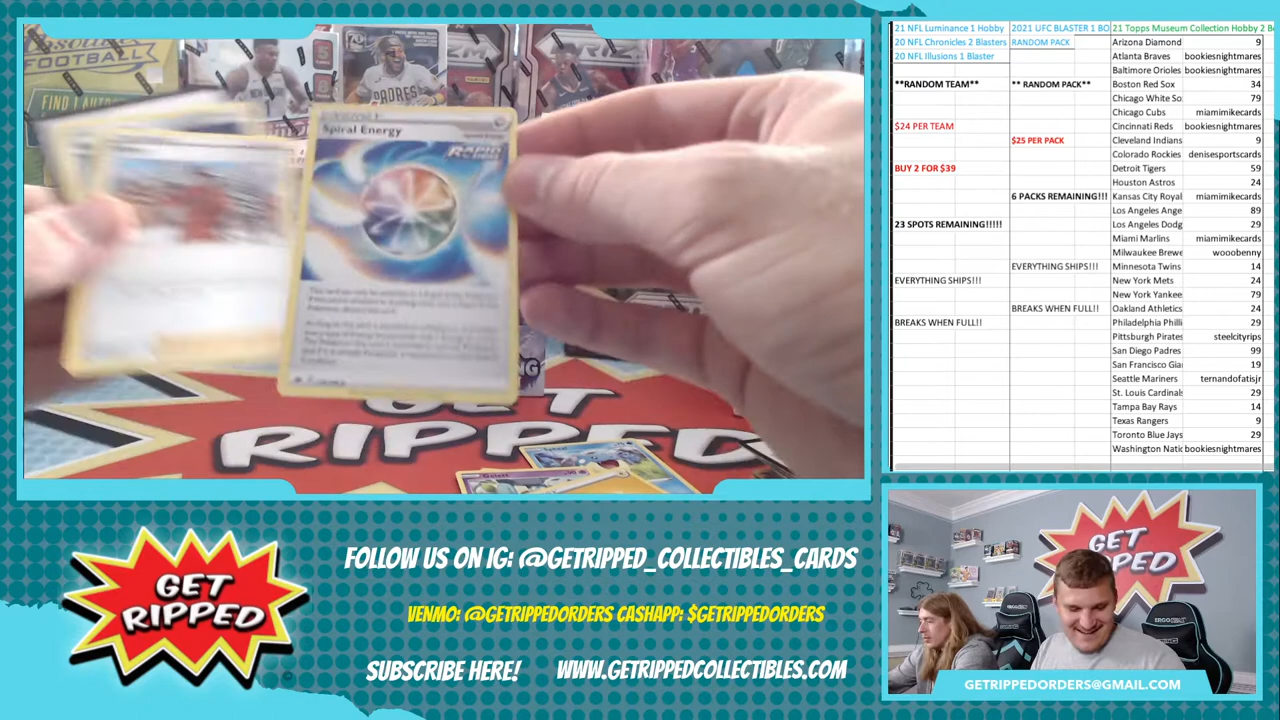 ABSOLUTE
FOOTBALL
PADRES
Spiral Energy
RAPID
GET
RIPPED
21 NFL Luminance 1 Hobby
20 NFL Chronicles 2 Blasters
20 NFL Illusions 1 Blaster
**RANDOM TEAM**
$24 PER TEAM
BUY 2 FOR $39
23 SPOTS REMAINING!!!!!
EVERYTHING SHIPS!!!
BREAKS WHEN FULL!!
2021 UFC BLASTER 1 BO
RANDOM PACK
** RANDOM PACK**
$25 PER PACK
6 PACKS REMAINING!!!
EVERYTHING SHIPS!!!
BREAKS WHEN FULL!!
21 Topps Museum Collection Hobby 2 B
Arizona Diamond 9
Atlanta Braves bookiesnightmares
Baltimore Orioles bookiesnightmares
Boston Red Sox 34
Chicago White So 79
Chicago Cubs miamimikecards
Cincinnati Reds bookiesnightmares
Cleveland Indians 9
Colorado Rockies denisesportscards
Detroit Tigers 59
Houston Astros 24
Kansas City Royal miamimikecards
Los Angeles Ange 89
Los Angeles Dodg 29
Miami Marlins miamimikecards
Milwaukee Brewe wooobenny
Minnesota Twins 14
New York Mets 24
New York Yankee 79
Oakland Athletics 24
Philadelphia Philli 29
Pittsburgh Pirates steelcityrips
San Diego Padres 99
San Francisco Gia 19
Seattle Mariners ternandofatisjr
St. Louis Cardinals 29
Tampa Bay Rays 14
Texas Rangers 9
Toronto Blue Jays 29
Washington Natio bookiesnightmares
GET
RIPPED
GET
RIPPED
FOLLOW US ON IG: @GETRIPPED_COLLECTIBLES_CARDS
VENMO: @GETRIPPEDORDERS CASHAPP: $GETRIPPEDORDERS
SUBSCRIBE HERE! WWW.GETRIPPEDCOLLECTIBLES.COM
GETRIPPEDORDERS@GMAIL.COM